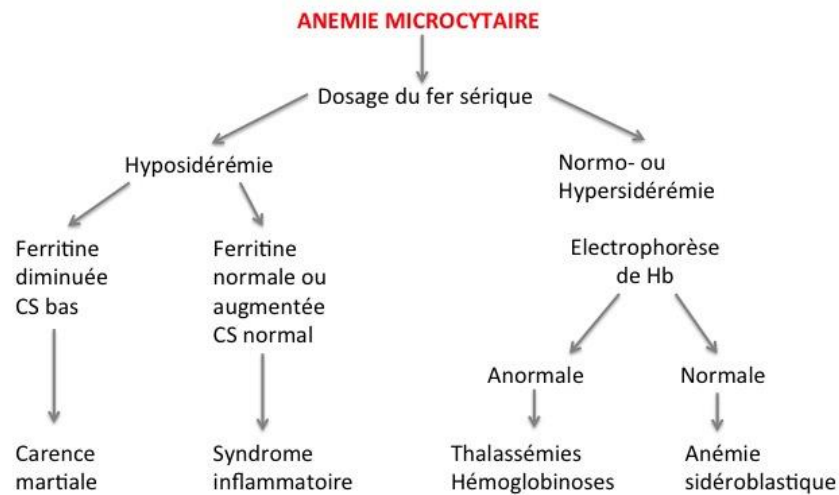 ANEMIE MICROCYTAIRE
Dosage du fer sérique
Hyposidérémie
Normo- ou
Hypersidérémie
Ferritine
diminuée
CS bas
Ferritine
normale ou
augmentée
CS normal
Electrophorèse
de Hb
Anormale
Normale
Carence
martiale
Syndrome
inflammatoire
Thalassémies
Hémoglobinoses
Anémie
sidéroblastique